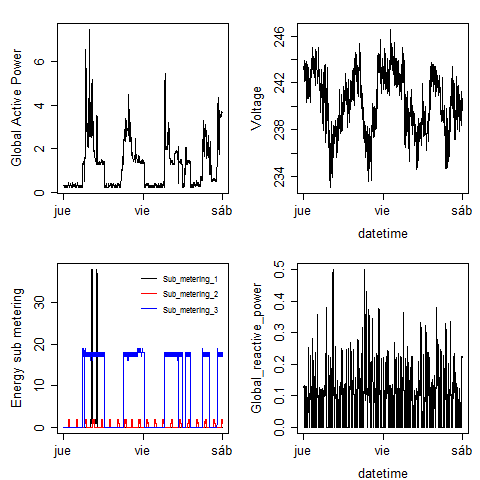 Global Active Power
6
4
2
0
jue
vie
sáb
Voltage
246
242
238
234
jue
vie
sáb
datetime
Energy sub metering
30
20
10
0
Sub_metering_1
Sub_metering_2
Sub_metering_3
jue
vie
sáb
Global_reactive_power
0.5
0.4
0.3
0.2
0.1
0.0
jue
vie
sáb
datetime